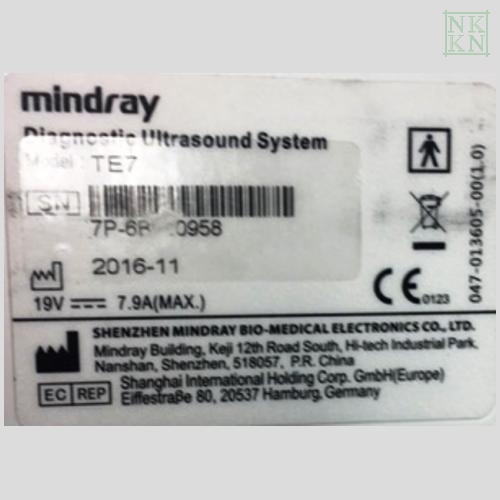 NK
KN
mindray
Diagnostic Ultrasound System
Model TE7
SN
0958
2016-11
19V 7.9A(MAX.)
CE 0123
047-013605-00(1.0)
SHENZHEN MINDRAY BIO-MEDICAL ELECTRONICS CO., LTD.
Mindray Building, Keji 12th Road South, Hi-tech Industrial Park,
Nanshan, Shenzhen, 518057, P.R. China
EC REP
Shanghai International Holding Corp. GmbH(Europe)
Eiffestraße 80, 20537 Hamburg, Germany